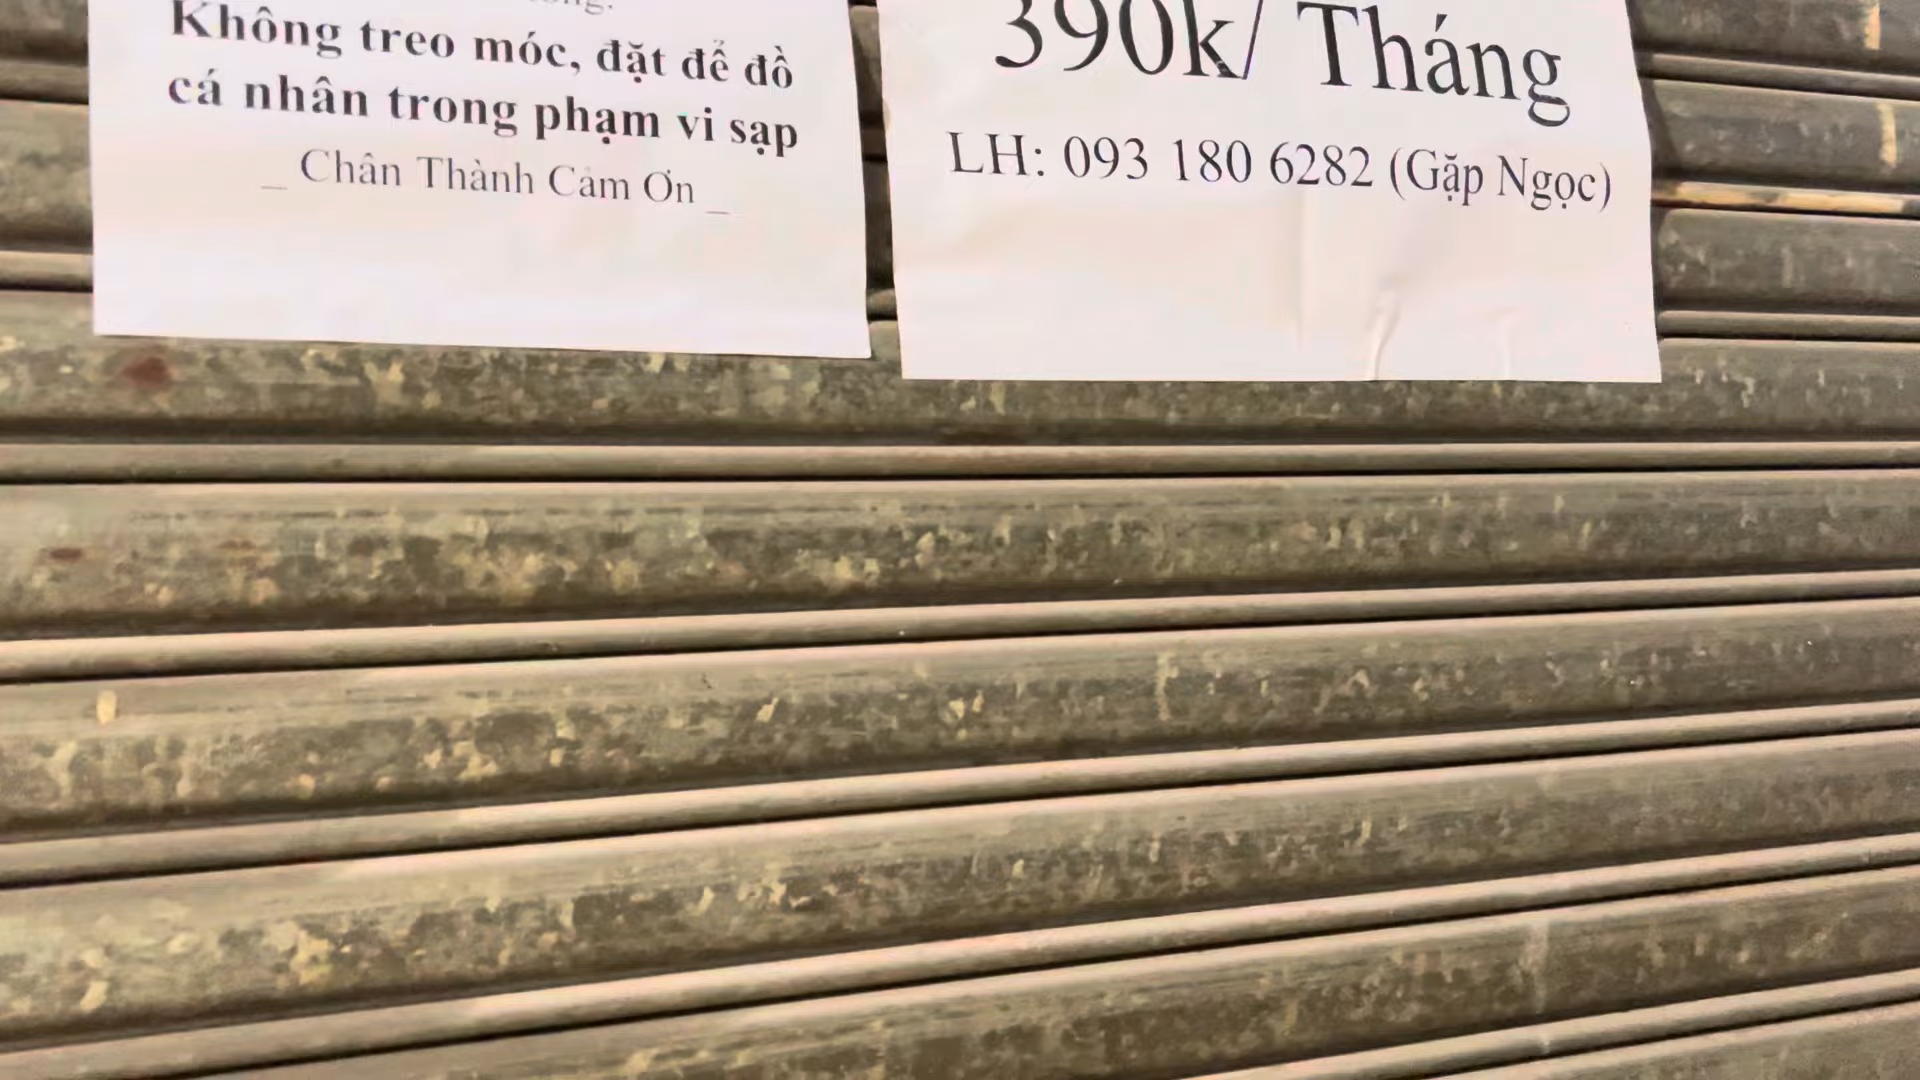 Không treo móc, đặt để đồ
cá nhân trong phạm vi sạp
_ Chân Thành Cảm Ơn _
390k/ Tháng
LH: 093 180 6282 (Gặp Ngọc)